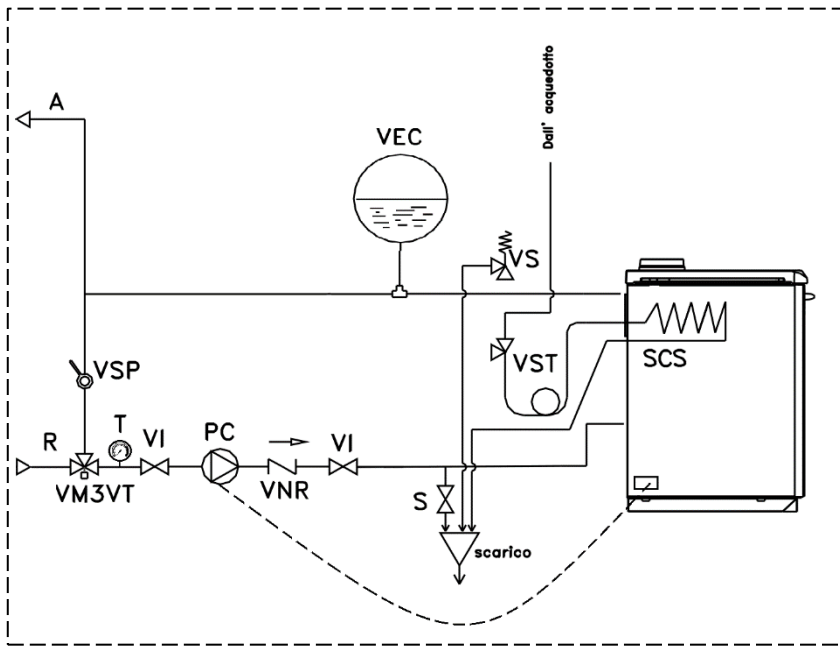 A
VEC
Dall' acquedotto
VS
VSP
VST
SCS
R
T
VI
PC
VNR
VI
VM3VT
S
scarico